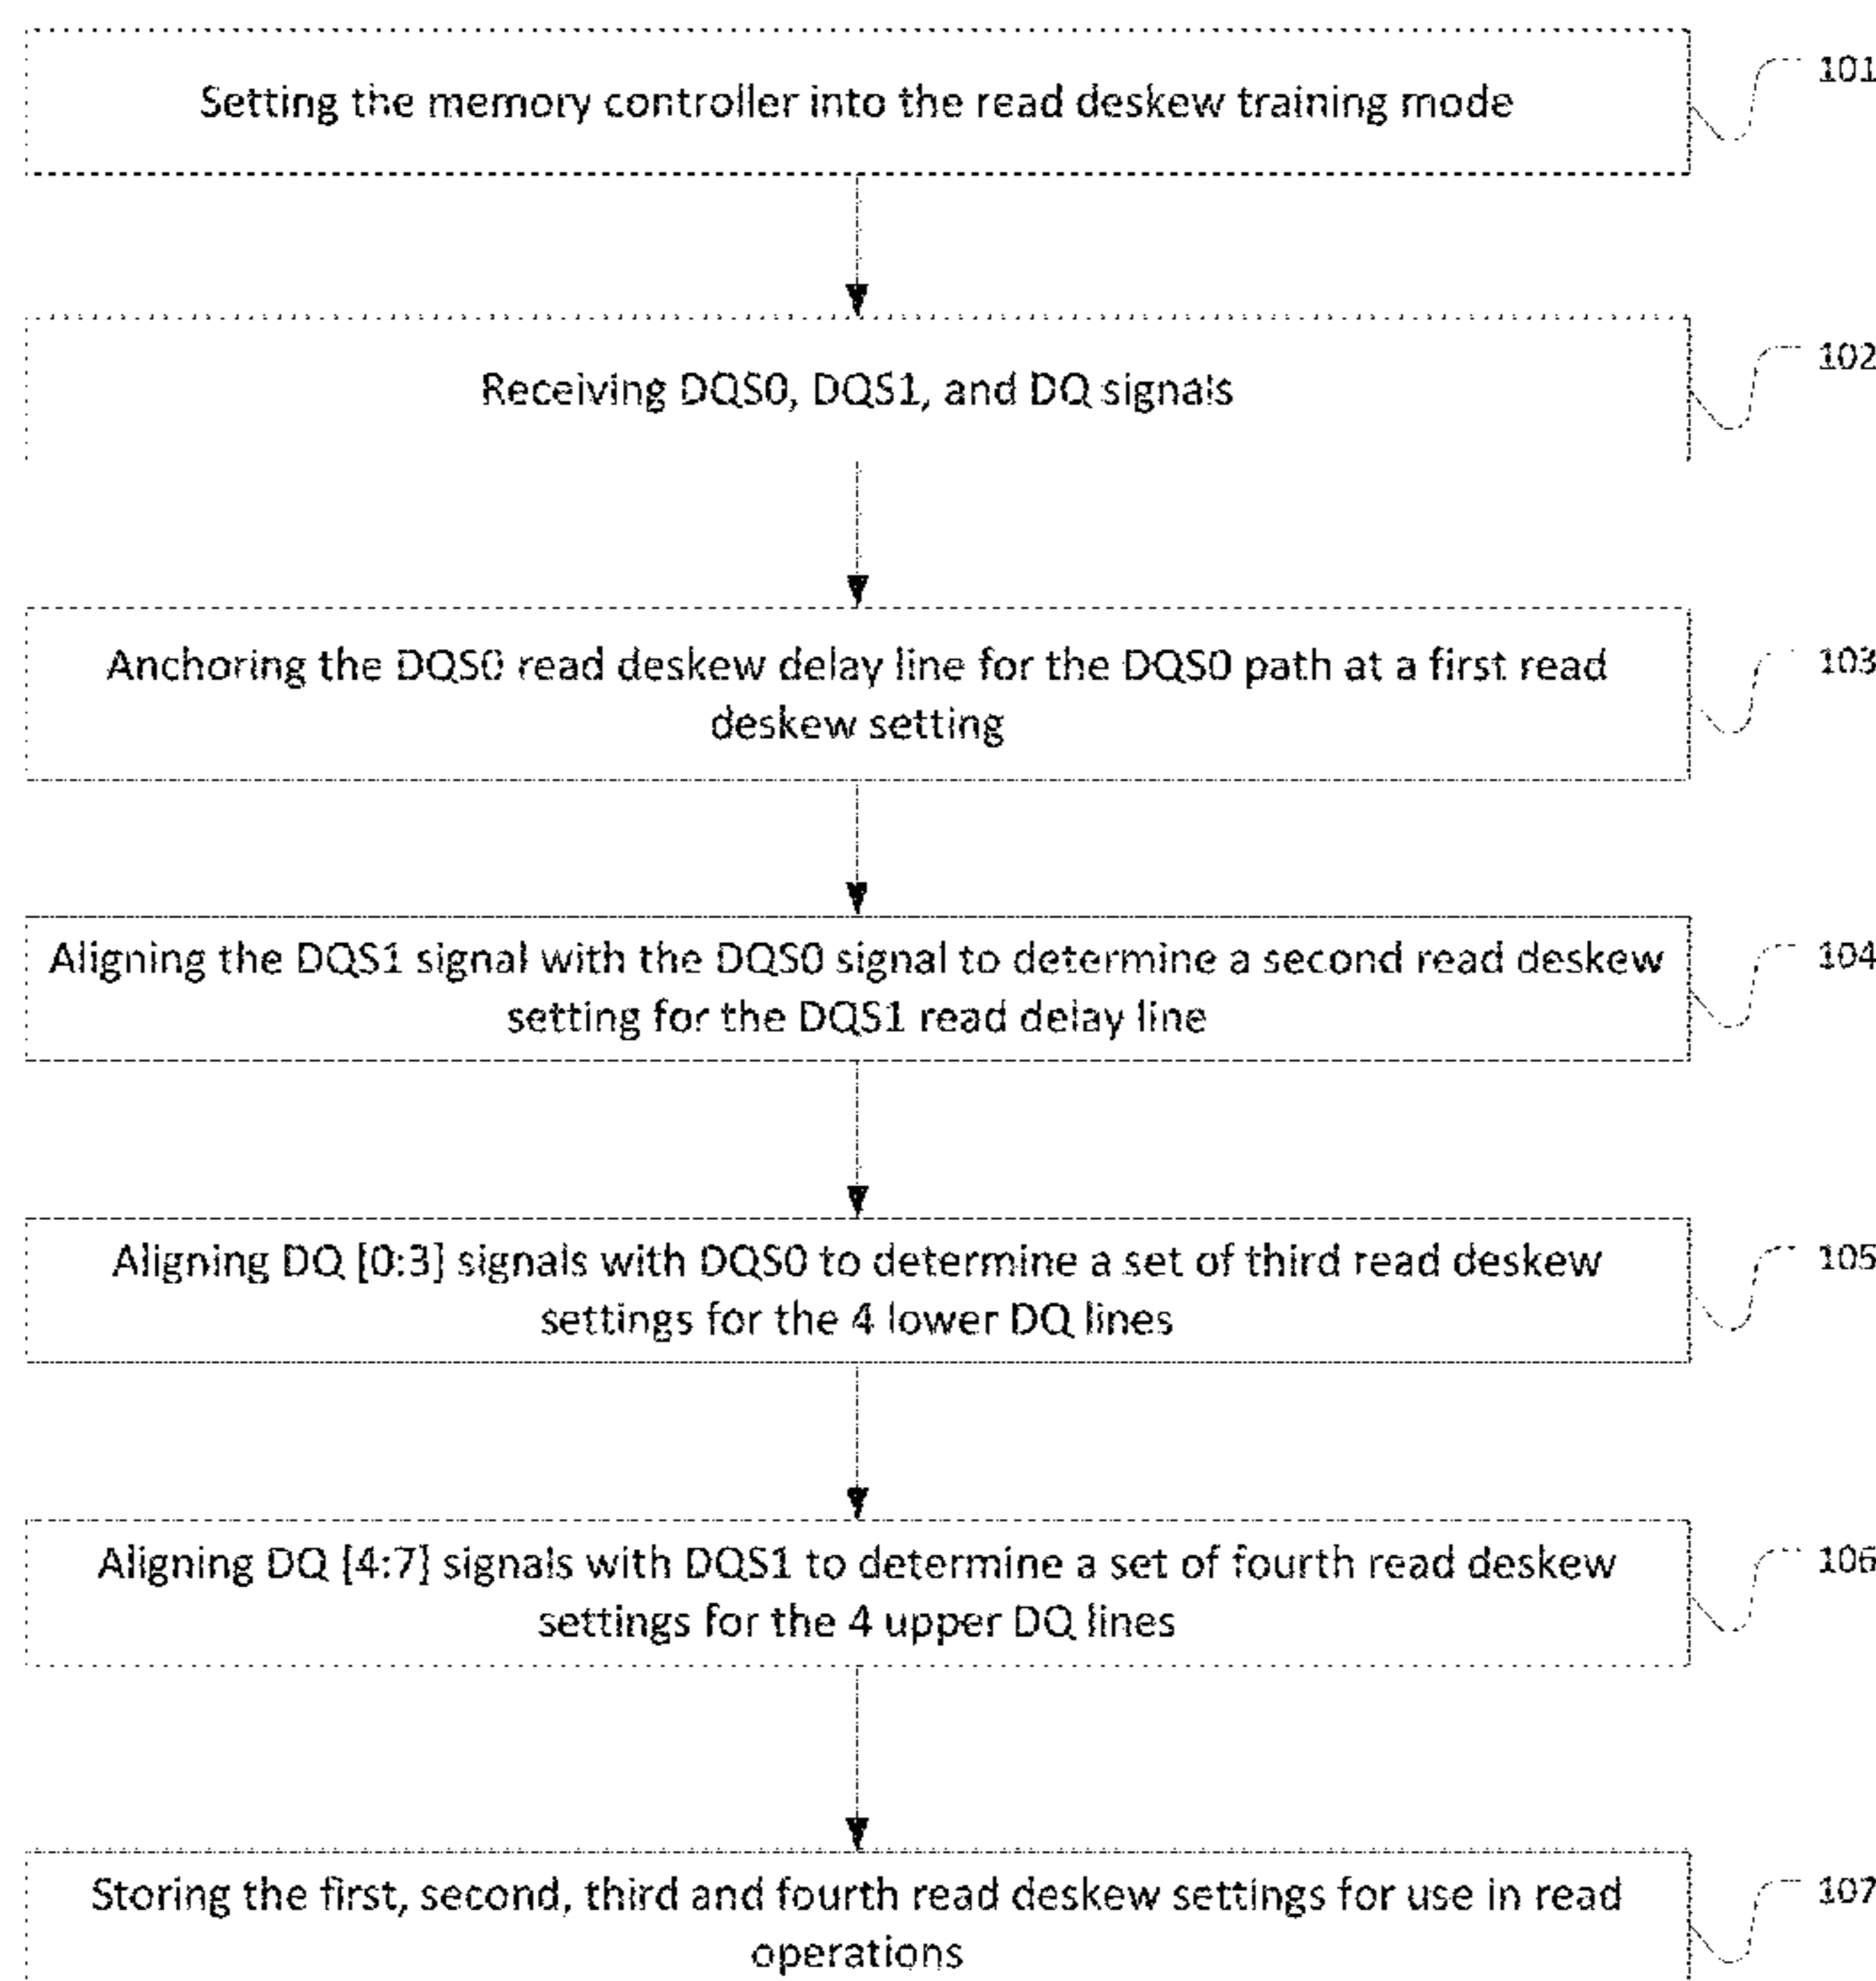 Setting the memory controller into the read deskew training mode
101
Receiving DQS0, DQS1, and DQ signals
102
Anchoring the DQS0 read deskew delay line for the DQS0 path at a first read
deskew setting
103
Aligning the DQS1 signal with the DQS0 signal to determine a second read deskew
setting for the DQS1 read delay line
104
Aligning DQ [0:3] signals with DQS0 to determine a set of third read deskew
settings for the 4 lower DQ lines
105
Aligning DQ [4:7] signals with DQS1 to determine a set of fourth read deskew
settings for the 4 upper DQ lines
106
Storing the first, second, third and fourth read deskew settings for use in read
operations
107